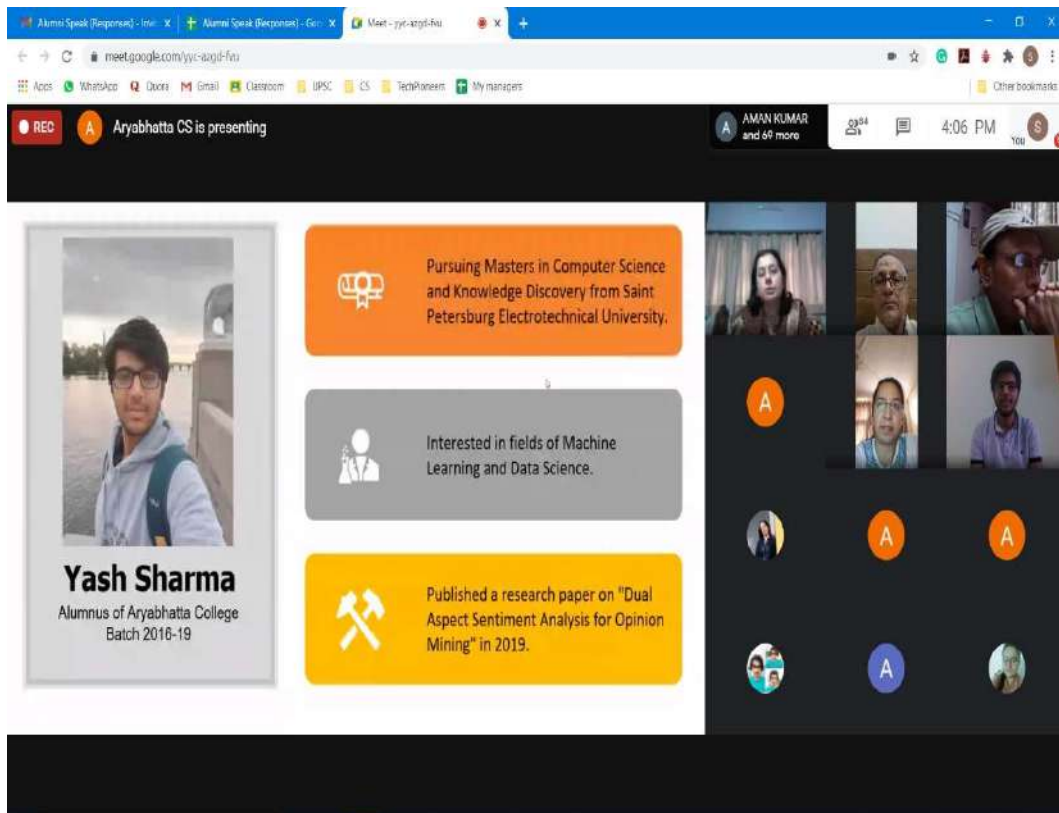 Alumni Speak (Responses) - Invi
Alumni Speak (Responses) - Goo
Meet - yyc-azgd-fvu
meet.google.com/yyc-azgd-fvu
Apps WhatsApp Quora Gmail Classroom UPSC CS TechPioneers My managers Other bookmarks
REC A Aryabhatta CS is presenting
A AMAN KUMAR
and 69 more
84
4:06 PM
You S
Pursuing Masters in Computer Science
and Knowledge Discovery from Saint
Petersburg Electrotechnical University.
Interested in fields of Machine
Learning and Data Science.
Published a research paper on "Dual
Aspect Sentiment Analysis for Opinion
Mining" in 2019.
Yash Sharma
Alumnus of Aryabhatta College
Batch 2016-19
A
A
A
A